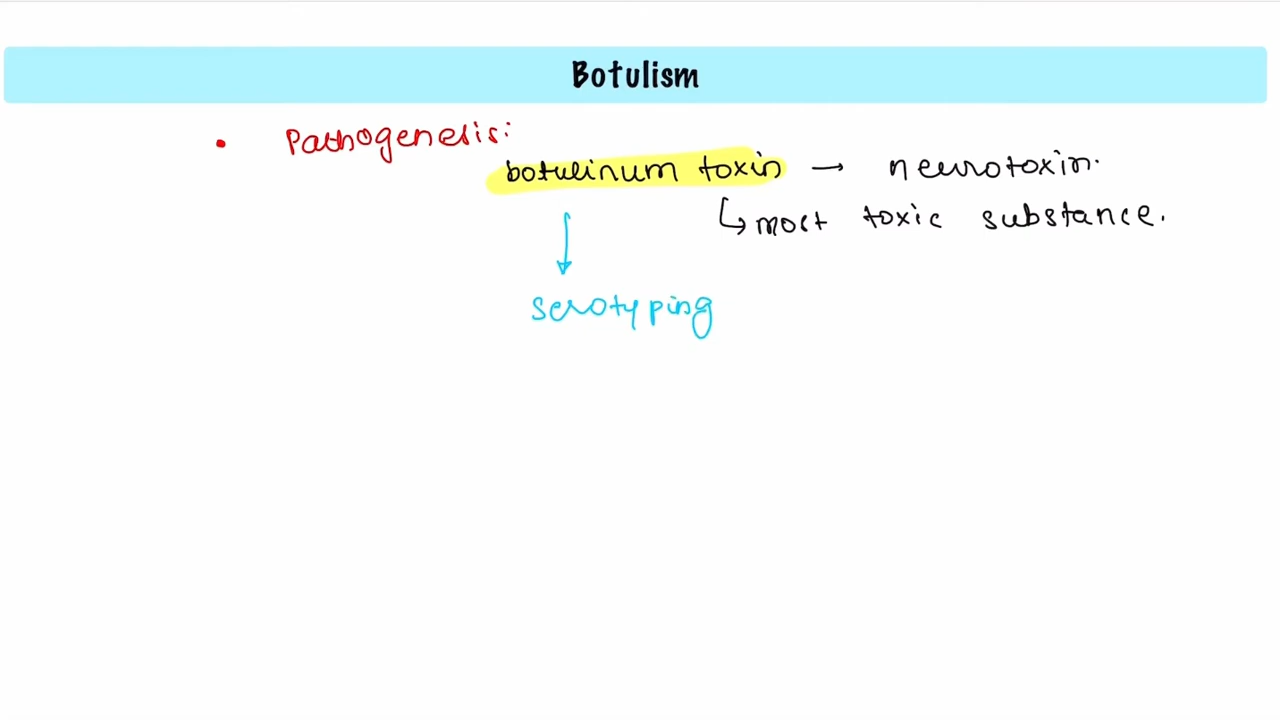 Botulism
• Pathogenesis:
botulinum toxin → neurotoxin.
↳ most toxic substance.
↓
serotyping